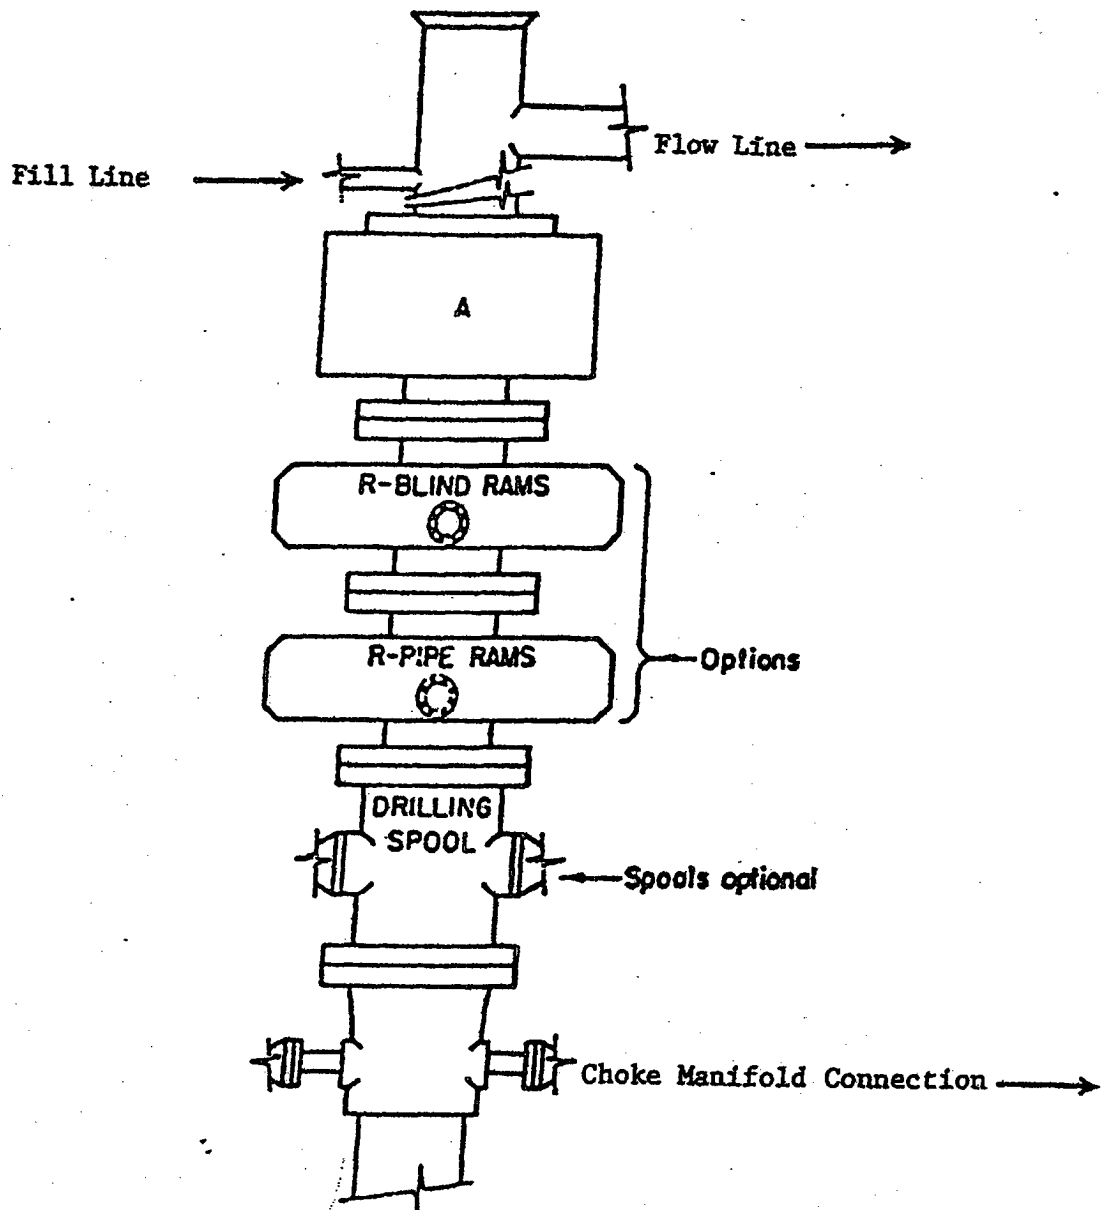 Flow Line
Fill Line
A
R-BLIND RAMS
R-PIPE RAMS
Options
DRILLING
SPOOL
Spools optional
Choke Manifold Connection